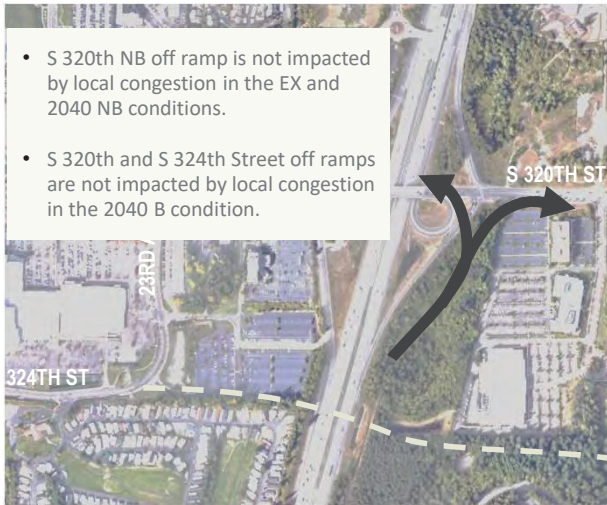 • S 320th NB off ramp is not impacted
by local congestion in the EX and
2040 NB conditions.
• S 320th and S 324th Street off ramps
are not impacted by local congestion
in the 2040 B condition.
S 320TH ST
23RD A
324TH ST